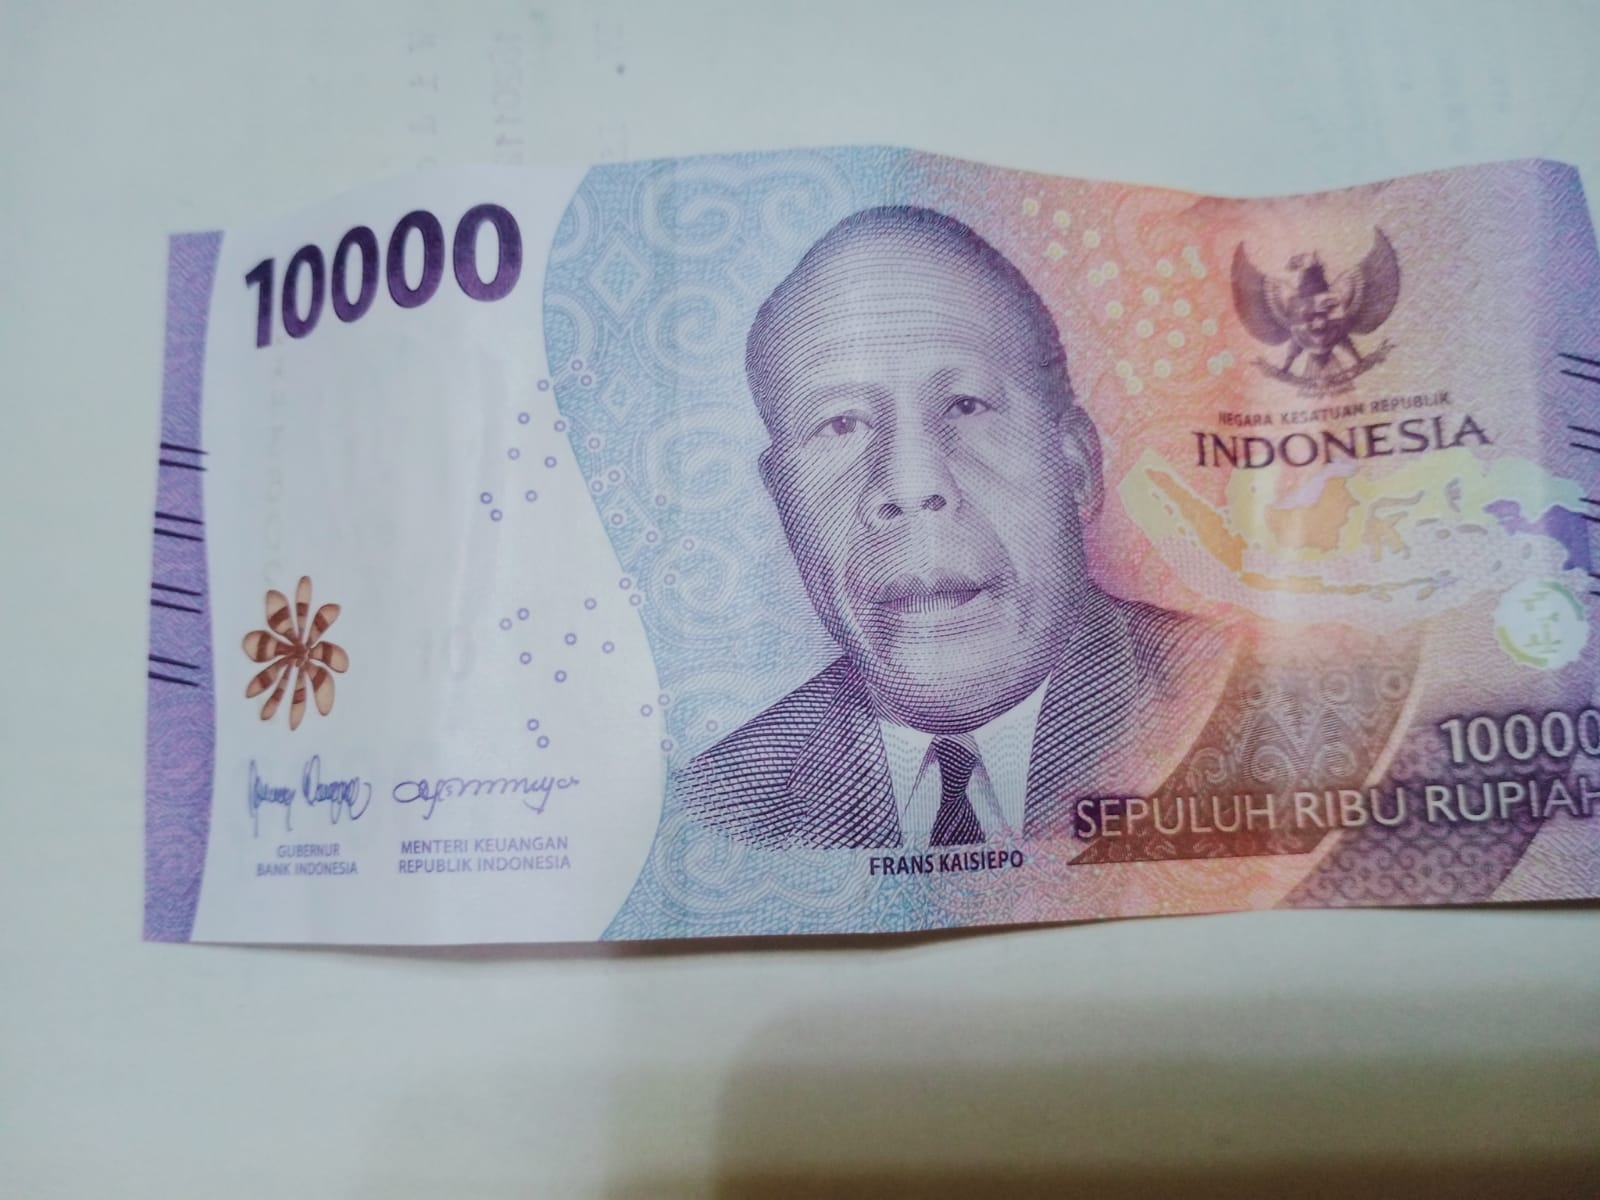 10000
NEGARA KESATUAN REPUBLIK
INDONESIA
GUBERNUR
BANK INDONESIA
MENTERI KEUANGAN
REPUBLIK INDONESIA
FRANS KAISIEPO
10000
SEPULUH RIBU RUPIAH